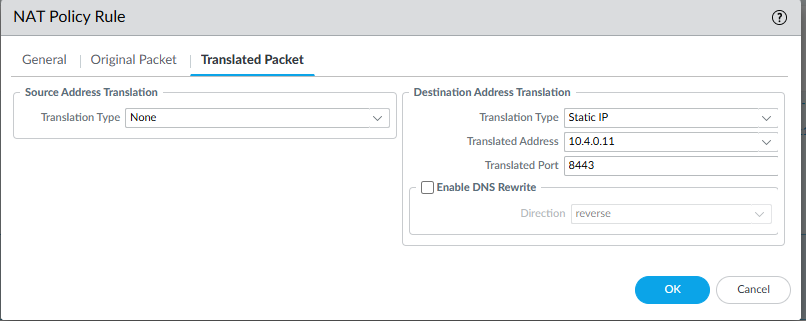 NAT Policy Rule
General Original Packet Translated Packet
Source Address Translation
Translation Type None
Destination Address Translation
Translation Type Static IP
Translated Address 10.4.0.11
Translated Port 8443
Enable DNS Rewrite
Direction reverse
OK Cancel